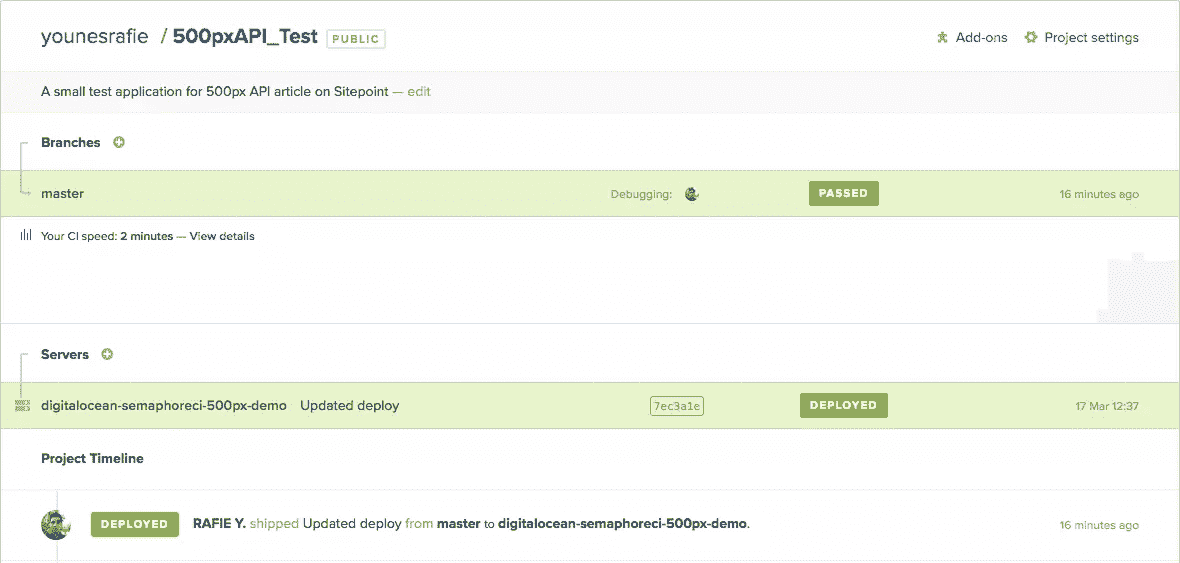 younesrafie / 500pxAPI_Test PUBLIC Add-ons Project settings
A small test application for 500px API article on Sitepoint — edit
Branches
master Debugging: PASSED 16 minutes ago
Your CI speed: 2 minutes — View details
Servers
digitalocean-semaphoreci-500px-demo Updated deploy 7ec3a1e DEPLOYED 17 Mar 12:37
Project Timeline
DEPLOYED RAFIE Y. shipped Updated deploy from master to digitalocean-semaphoreci-500px-demo. 16 minutes ago